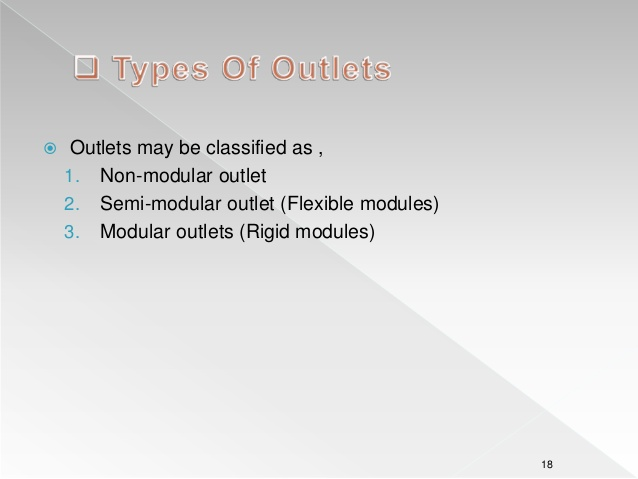 ❑ Types Of Outlets
Outlets may be classified as ,
1. Non-modular outlet
2. Semi-modular outlet (Flexible modules)
3. Modular outlets (Rigid modules)
18